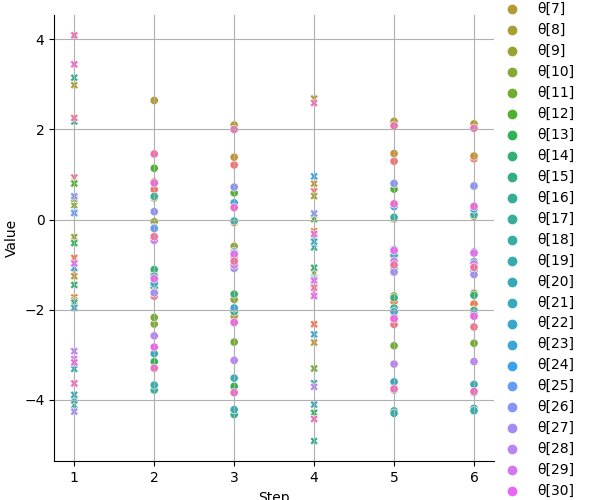 4
2
0
−2
−4
Value
1 2 3 4 5 6
Step
θ[7]
θ[8]
θ[9]
θ[10]
θ[11]
θ[12]
θ[13]
θ[14]
θ[15]
θ[16]
θ[17]
θ[18]
θ[19]
θ[20]
θ[21]
θ[22]
θ[23]
θ[24]
θ[25]
θ[26]
θ[27]
θ[28]
θ[29]
θ[30]